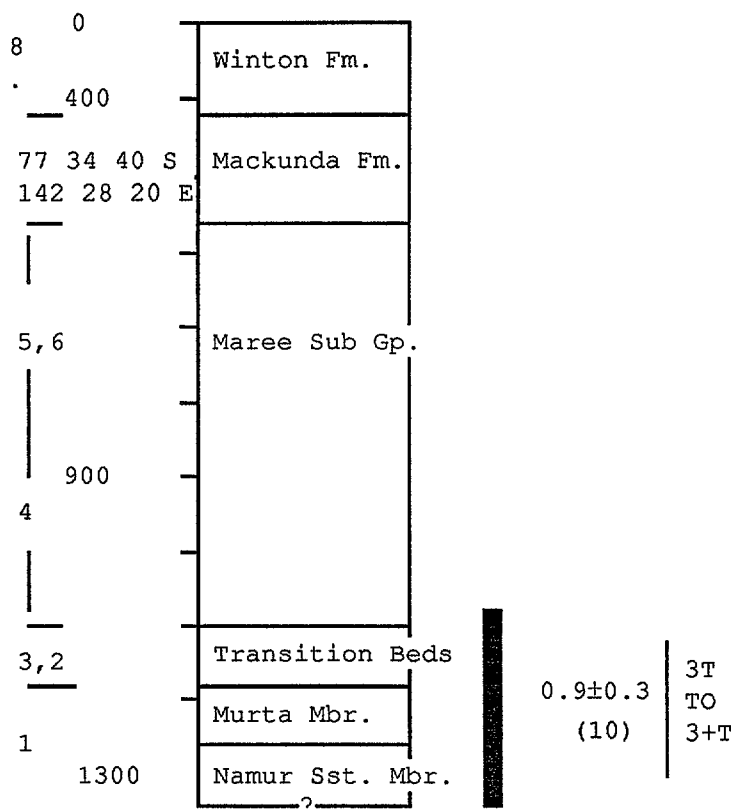 0
8
Winton Fm.
400
77 34 40 S
142 28 20 E
Mackunda Fm.
5,6
Maree Sub Gp.
900
4
3,2
Transition Beds
0.9±0.3
(10)
3T
TO
3+T
Murta Mbr.
1
1300
Namur Sst. Mbr.
?